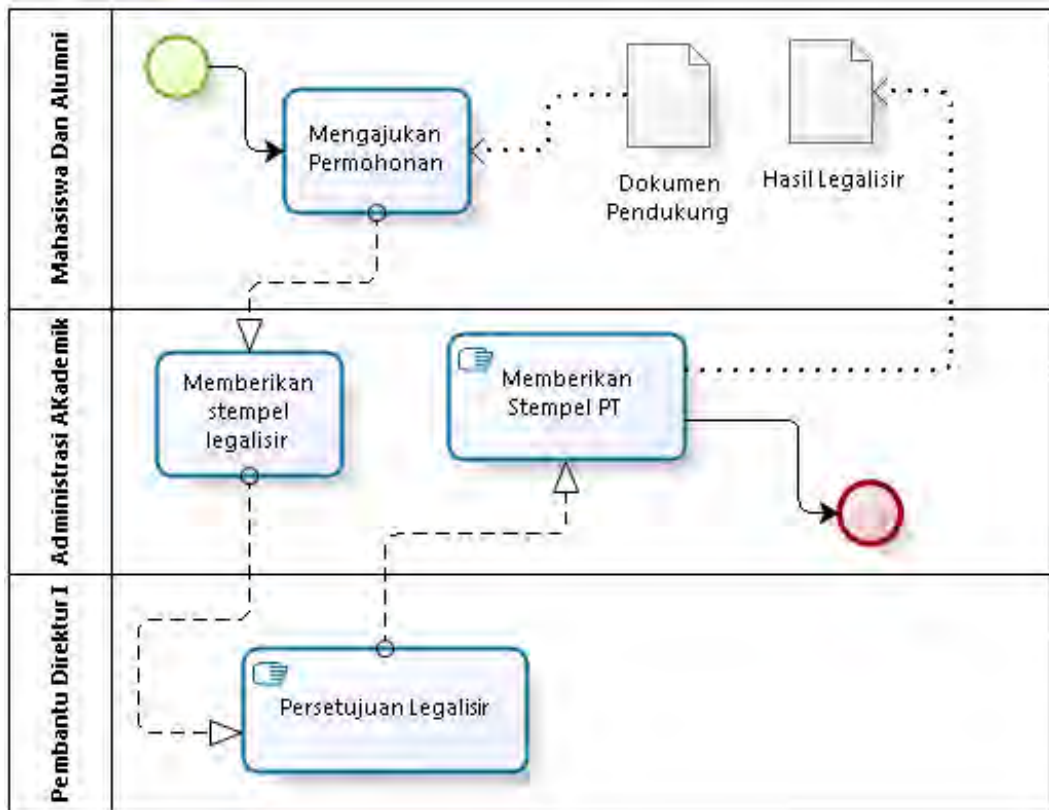 Mahasiswa Dan Alumni
Mengajukan
Permohonan
Dokumen
Pendukung
Hasil Legalisir
Administrasi AKademik
Memberikan
stempel
legalisir
Memberikan
Stempel PT
Pembantu Direktur I
Persetujuan Legalisir